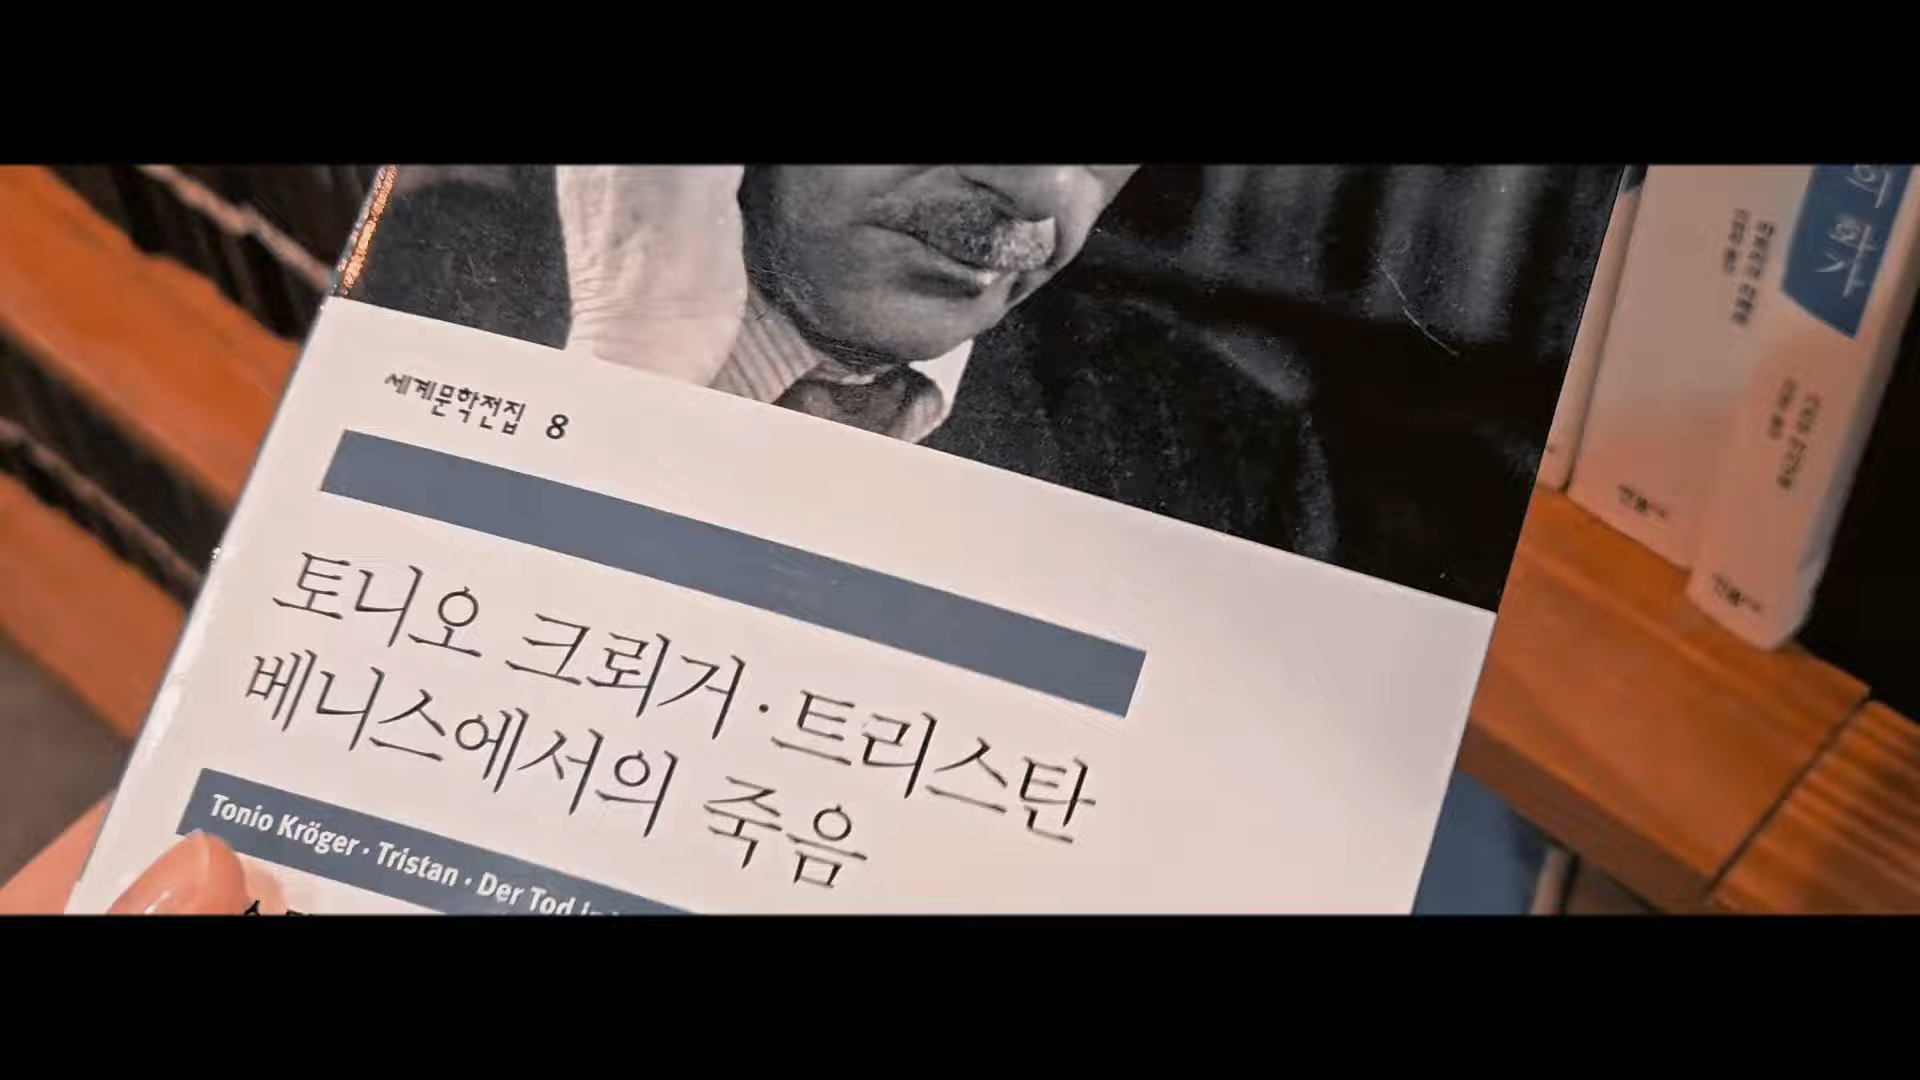 세계문학전집 8
토니오 크뢰거·트리스탄
베니스에서의 죽음
Tonio Kröger · Tristan · Der Tod in